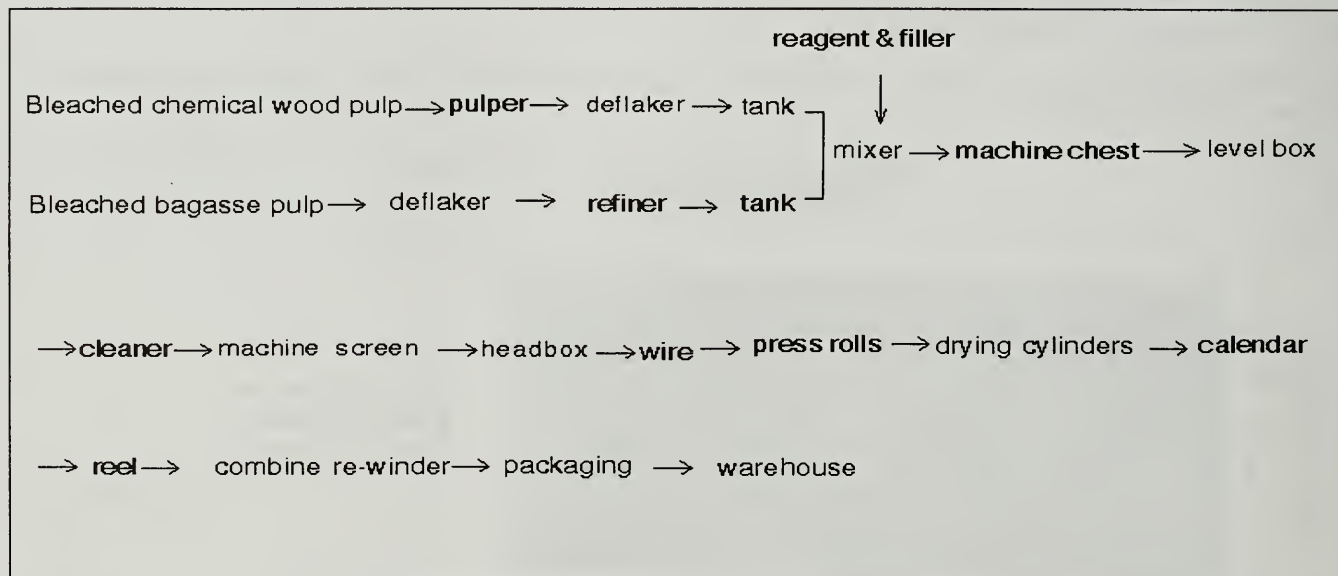 reagent & filler
Bleached chemical wood pulp → pulper → deflaker → tank
mixer → machine chest → level box
Bleached bagasse pulp → deflaker → refiner → tank
→ cleaner → machine screen → headbox → wire → press rolls → drying cylinders → calendar
→ reel → combine re-winder → packaging → warehouse